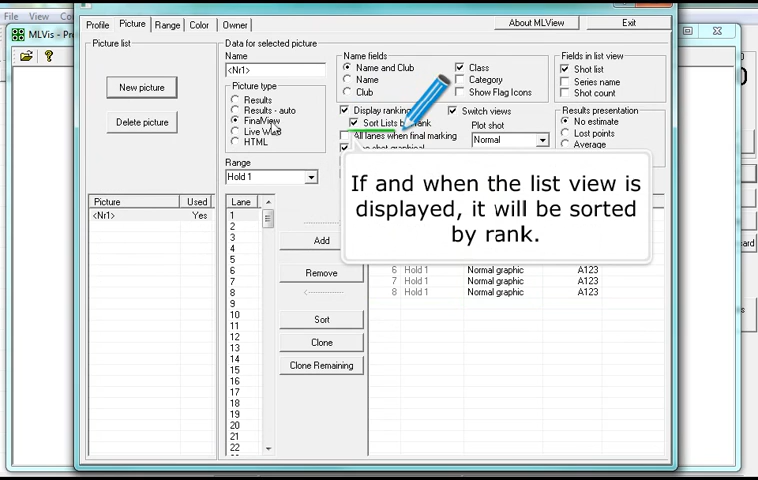 File View Co
MLVis - Pro
Profile Picture Range Color Owner
About MLView Exit
Picture list
New picture
Delete picture
Picture Used
<Nr1> Yes
Data for selected picture
Name
<Nr1>
Picture type
Results
Results - auto
FinalView
HTML
Range
Hold 1
Name fields
Name and Club
Name
Club
Class
Category
Show Flag Icons
Fields in list view
Shot list
Series name
Shot count
Display ranking
Sort Lists by rank
All lanes when final marking
Switch views
Plot shot
Normal
Results presentation
No estimate
Lost points
Average
If and when the list view is
displayed, it will be sorted
by rank.
Lane
1
2
3
4
5
6
7
8
9
10
11
12
13
14
15
16
17
18
19
20
21
22
Add
Remove
Sort
Clone
Clone Remaining
6 Hold 1 Normal graphic A123
7 Hold 1 Normal graphic A123
8 Hold 1 Normal graphic A123